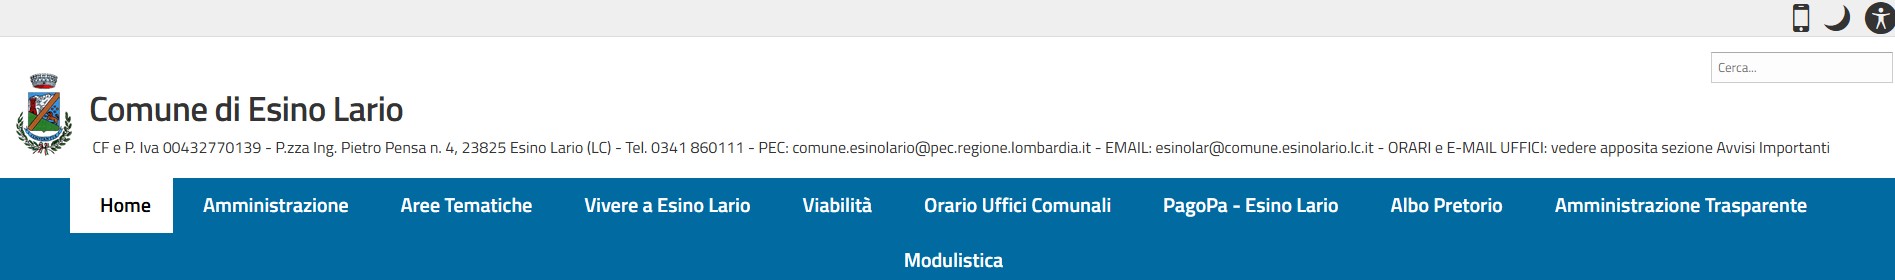 Cerca...
Comune di Esino Lario
CF e P. Iva 00432770139 - P.zza Ing. Pietro Pensa n. 4, 23825 Esino Lario (LC) - Tel. 0341 860111 - PEC: comune.esinolario@pec.regione.lombardia.it - EMAIL: esinolar@comune.esinolario.lc.it - ORARI e E-MAIL UFFICI: vedere apposita sezione Avvisi Importanti
Home Amministrazione Aree Tematiche Vivere a Esino Lario Viabilità Orario Uffici Comunali PagoPa - Esino Lario Albo Pretorio Amministrazione Trasparente
Modulistica